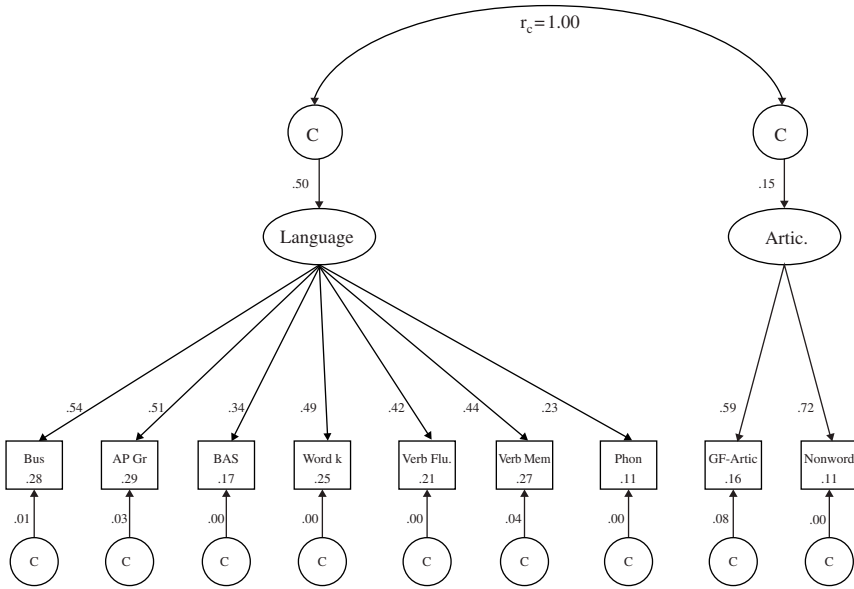 r_c=1.00
C C
.50 .15
Language Artic.
.54 .51 .34 .49 .42 .44 .23 .59 .72
Bus AP Gr BAS Word k Verb Flu. Verb Mem Phon GF-Artic Nonword
.28 .29 .17 .25 .21 .27 .11 .16 .11
.01 .03 .00 .00 .00 .04 .00 .08 .00
C C C C C C C C C